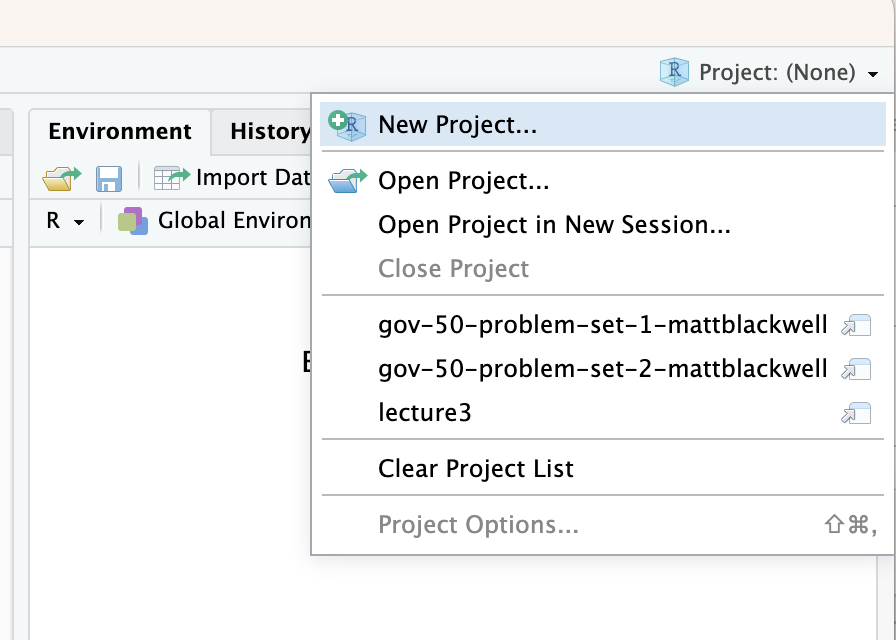 Project: (None)
Environment
History
Import Dat
R
Global Environ
New Project...
Open Project...
Open Project in New Session...
Close Project
gov-50-problem-set-1-mattblackwell
gov-50-problem-set-2-mattblackwell
lecture3
Clear Project List
Project Options... ⇧⌘,